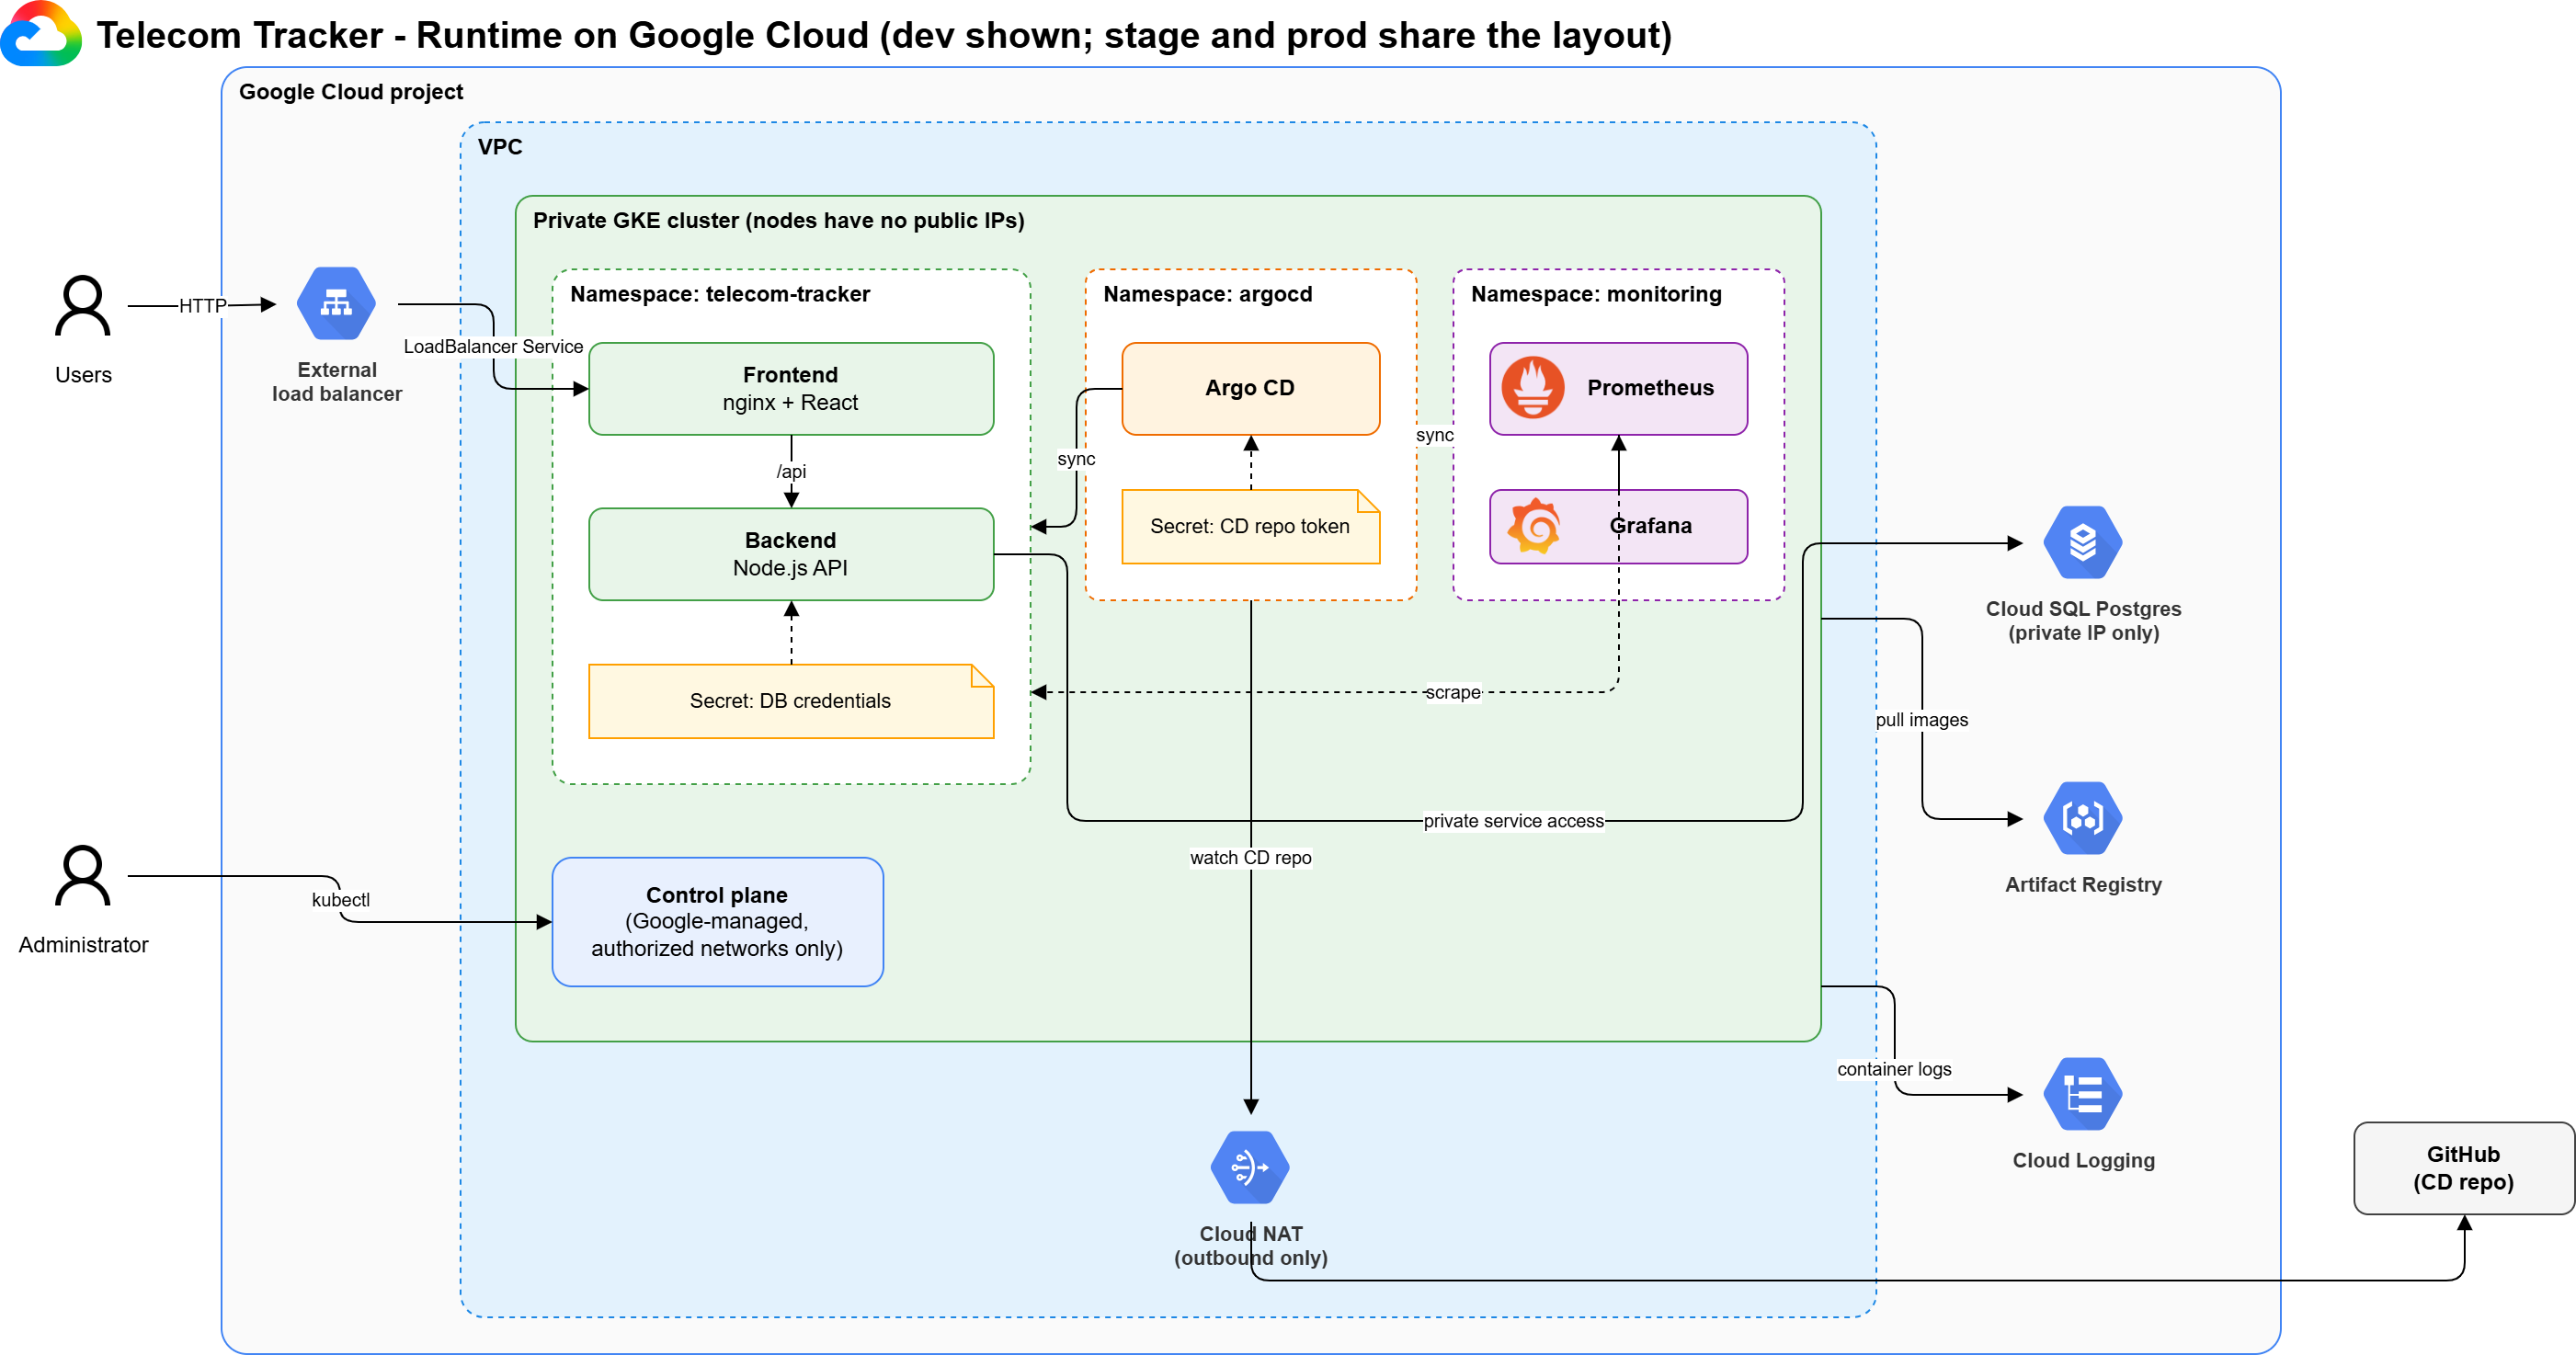 Telecom Tracker - Runtime on Google Cloud (dev shown; stage and prod share the layout)
Google Cloud project
VPC
Private GKE cluster (nodes have no public IPs)
Namespace: telecom-tracker
Namespace: argocd
Namespace: monitoring
HTTP
Users
External
load balancer
LoadBalancer Service
Frontend
nginx + React
/api
Backend
Node.js API
Secret: DB credentials
sync
Argo CD
Secret: CD repo token
sync
Prometheus
Grafana
scrape
private service access
watch CD repo
Cloud SQL Postgres
(private IP only)
pull images
Artifact Registry
Administrator
kubectl
Control plane
(Google-managed,
authorized networks only)
container logs
Cloud Logging
Cloud NAT
(outbound only)
GitHub
(CD repo)